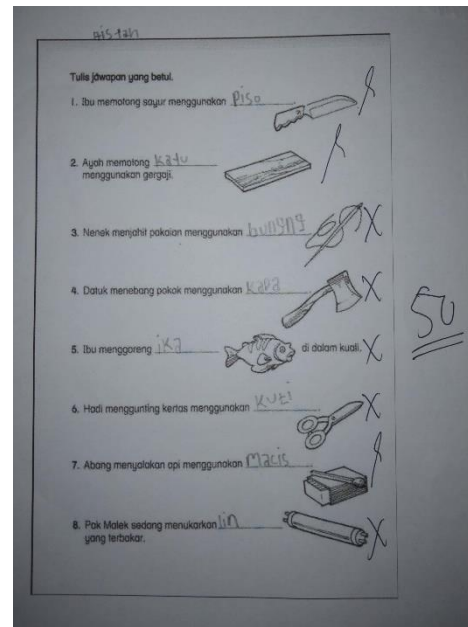 aistah
Tulis jawapan yang betul.
1. Ibu memotong sayur menggunakan Piso
2. Ayah memotong katu
menggunakan gergaji.
3. Nenek menjahit pakaian menggunakan
4. Datuk menebang pokok menggunakan kapa
5. Ibu menggoreng ika di dalam kuali.
6. Hadi menggunting kertas menggunakan kuti
7. Abang menyalakan api menggunakan Macis
8. Pak Malek sedang menukarkan lin
yang terbakar.
50